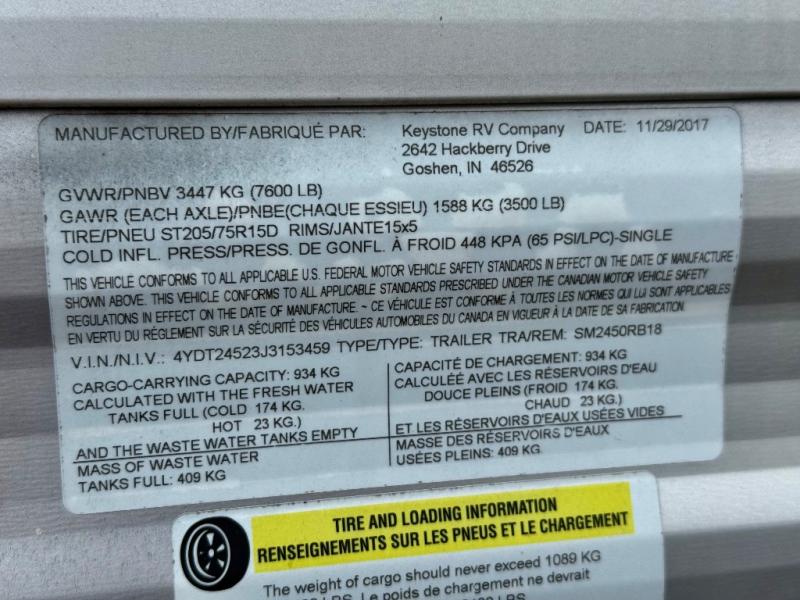 MANUFACTURED BY/FABRIQUÉ PAR: Keystone RV Company DATE: 11/29/2017
2642 Hackberry Drive
Goshen, IN 46526
GVWR/PNBV 3447 KG (7600 LB)
GAWR (EACH AXLE)/PNBE(CHAQUE ESSIEU) 1588 KG (3500 LB)
TIRE/PNEU ST205/75R15D RIMS/JANTE15x5
COLD INFL. PRESS/PRESS. DE GONFL. À FROID 448 KPA (65 PSI/LPC)-SINGLE
THIS VEHICLE CONFORMS TO ALL APPLICABLE U.S. FEDERAL MOTOR VEHICLE SAFETY STANDARDS IN EFFECT ON THE DATE OF MANUFACTURE
SHOWN ABOVE. THIS VEHICLE CONFORMS TO ALL APPLICABLE STANDARDS PRESCRIBED UNDER THE CANADIAN MOTOR VEHICLE SAFETY
REGULATIONS IN EFFECT ON THE DATE OF MANUFACTURE. ~ CE VÉHICULE EST CONFORME À TOUTES LES NORMES QUI LUI SONT APPLICABLES
EN VERTU DU RÈGLEMENT SUR LA SÉCURITÉ DES VÉHICULES AUTOMOBILES DU CANADA EN VIGUEUR À LA DATE DE SA FABRICATION.
V.I.N./N.I.V.: 4YDT24523J3153459 TYPE/TYPE: TRAILER TRA/REM: SM2450RB18
CARGO-CARRYING CAPACITY: 934 KG
CALCULATED WITH THE FRESH WATER
TANKS FULL (COLD 174 KG.
HOT 23 KG.)
AND THE WASTE WATER TANKS EMPTY
MASS OF WASTE WATER
TANKS FULL: 409 KG
CAPACITÉ DE CHARGEMENT: 934 KG
CALCULÉE AVEC LES RÉSERVOIRS D'EAU
DOUCE PLEINS (FROID 174 KG.
CHAUD 23 KG.)
ET LES RÉSERVOIRS D'EAUX USÉES VIDES
MASSE DES RÉSERVOIRS D'EAUX
USÉES PLEINS: 409 KG
TIRE AND LOADING INFORMATION
RENSEIGNEMENTS SUR LES PNEUS ET LE CHARGEMENT
The weight of cargo should never exceed 1089 KG
LBS. Le poids de chargement ne devrait
LBS